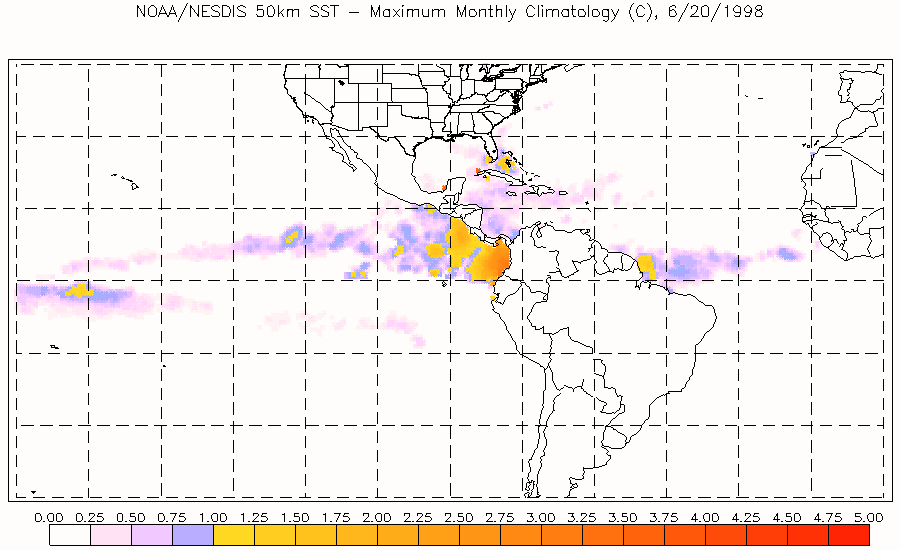 NOAA/NESDIS 50km SST - Maximum Monthly Climatology (C), 6/20/1998
0.00 0.25 0.50 0.75 1.00 1.25 1.50 1.75 2.00 2.25 2.50 2.75 3.00 3.25 3.50 3.75 4.00 4.25 4.50 4.75 5.00